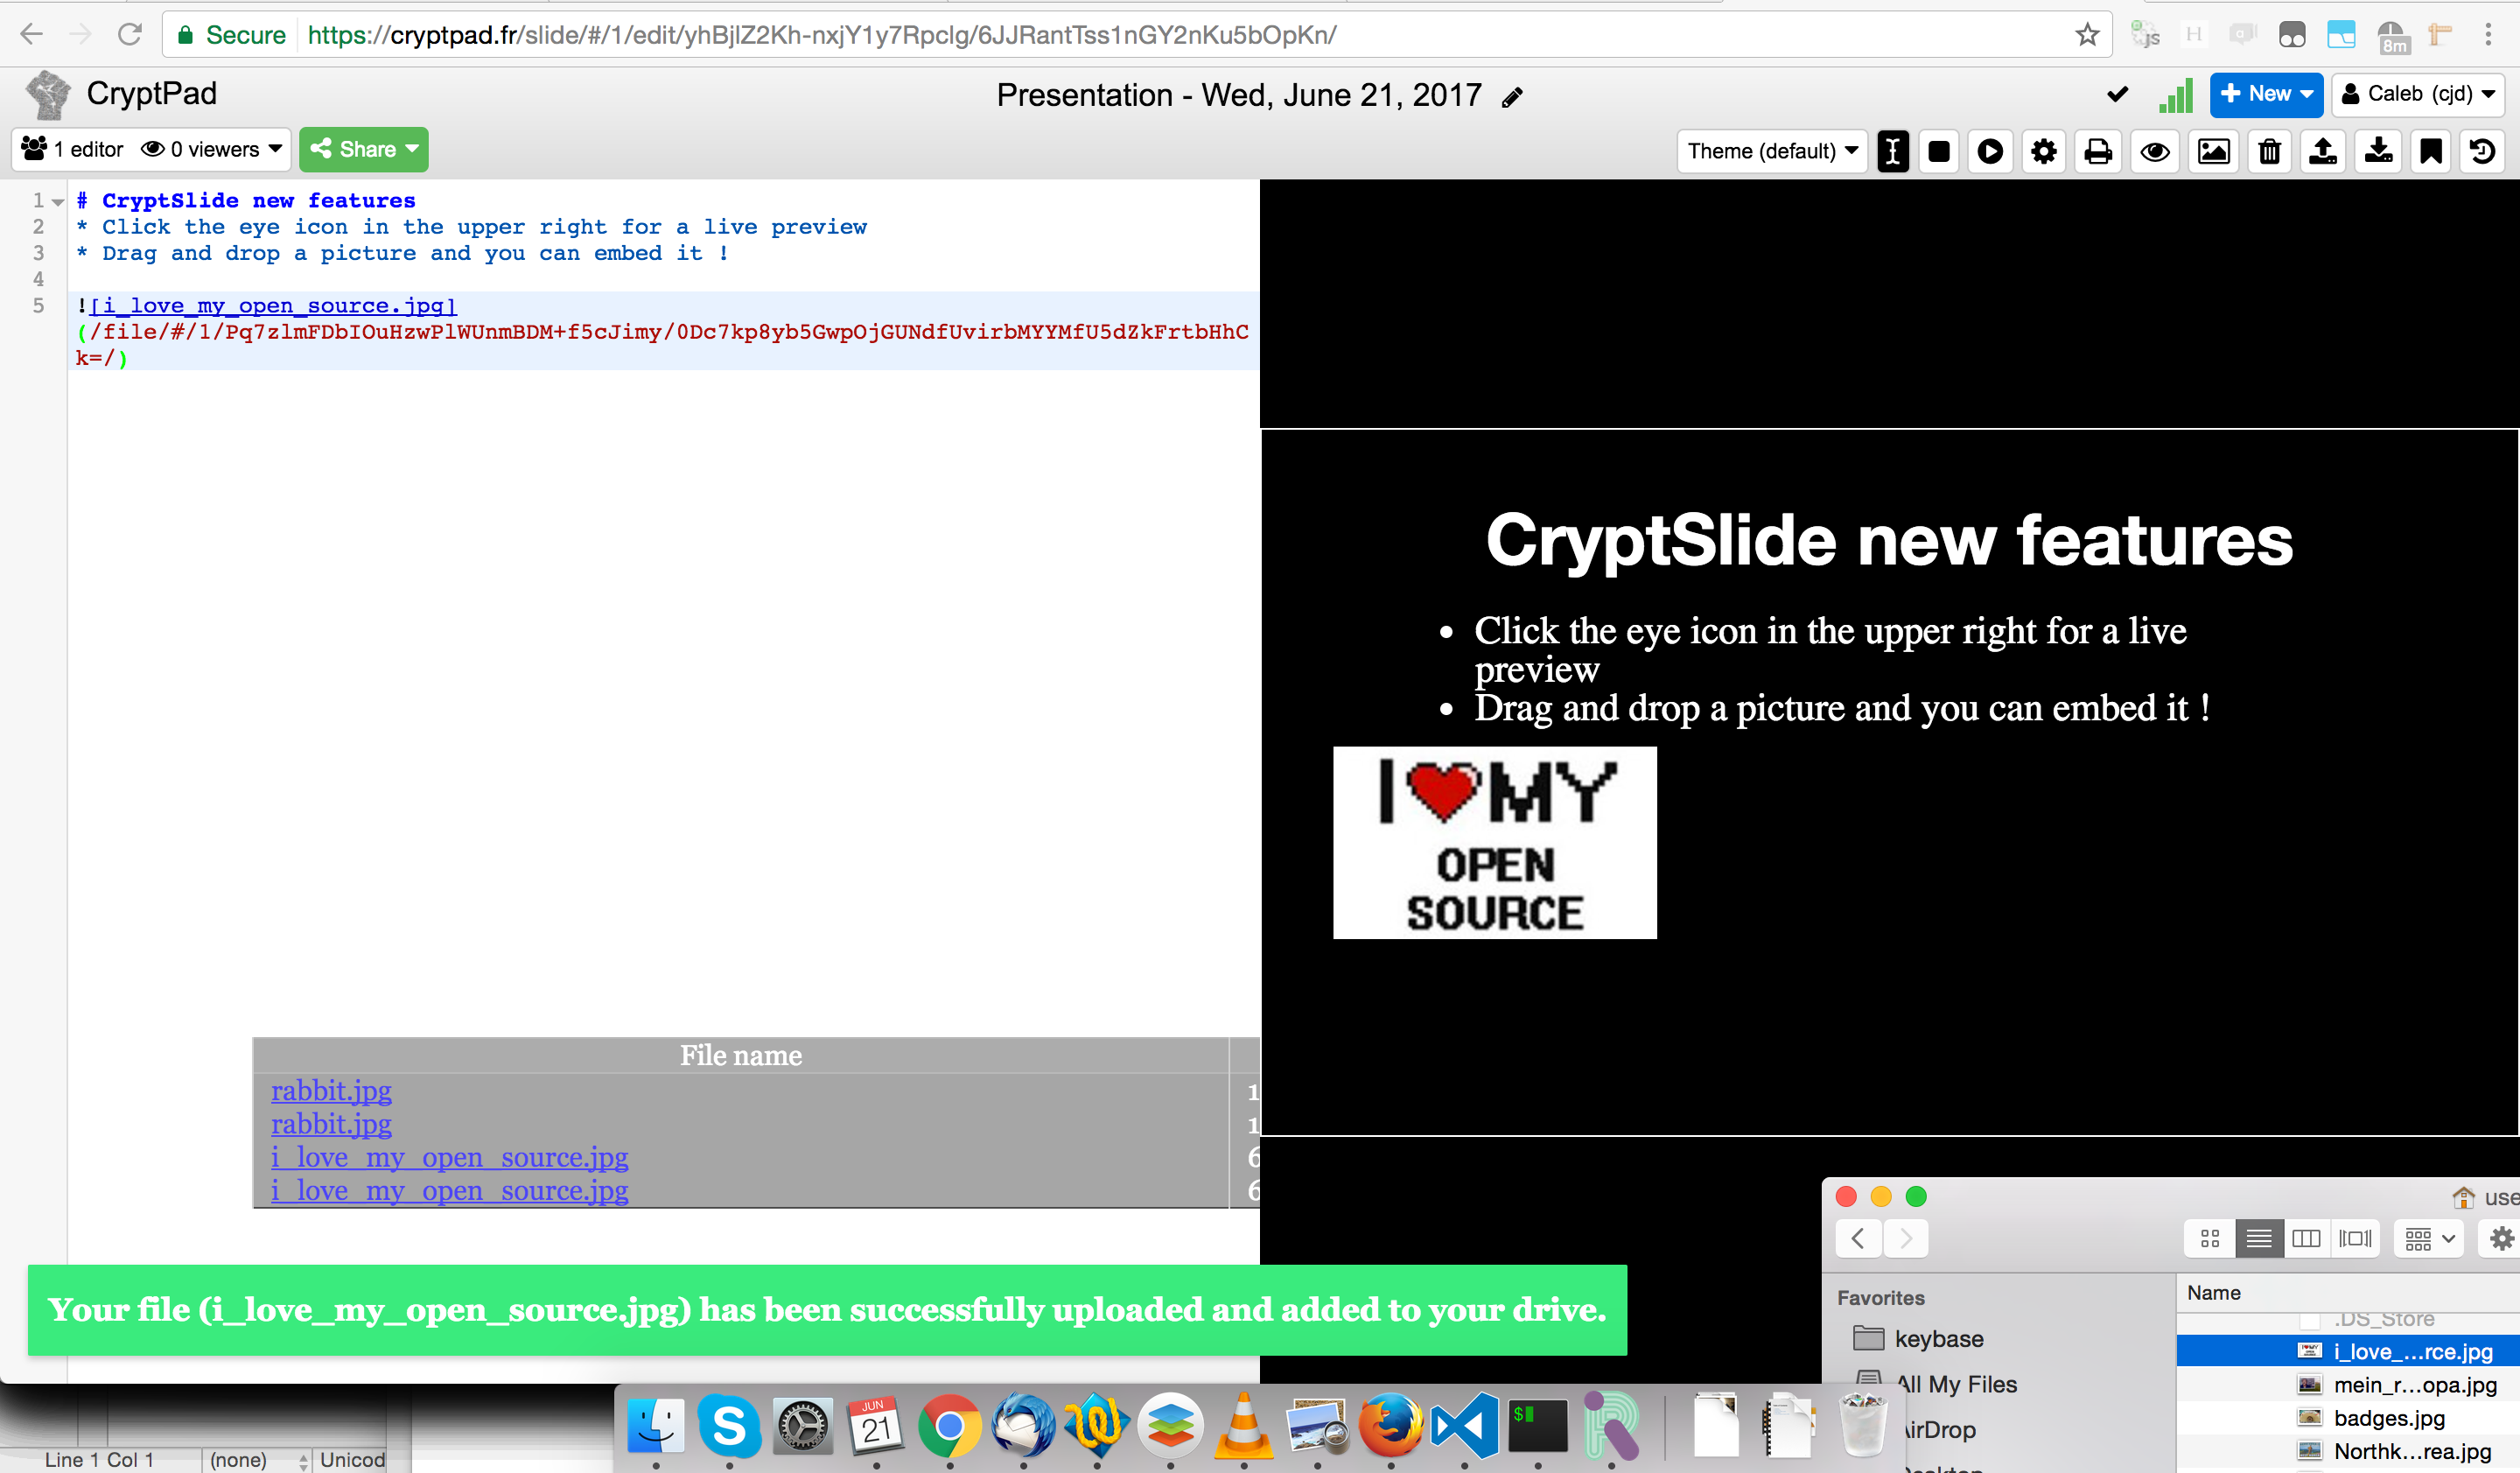 Secure https://cryptpad.fr/slide/#/1/edit/yhBjlZ2Kh-nxjY1y7Rpclg/6JJRantTss1nGY2nKu5bOpKn/
js H a 8m
CryptPad
Presentation - Wed, June 21, 2017
New
Caleb (cjd)
1 editor 0 viewers
Share
Theme (default)
1 # CryptSlide new features
2 * Click the eye icon in the upper right for a live preview
3 * Drag and drop a picture and you can embed it !
4
5 ![i_love_my_open_source.jpg]
(/file/#/1/Pq7zlmFDbIOuHzwPlWUnmBDM+f5cJimy/0Dc7kp8yb5GwpOjGUNdfUvirbMYYMfU5dZkFrtbHhC
k=/)
CryptSlide new features
• Click the eye icon in the upper right for a live
preview
• Drag and drop a picture and you can embed it !
I MY
OPEN
SOURCE
File name
rabbit.jpg 1
rabbit.jpg 1
i_love_my_open_source.jpg 6
i_love_my_open_source.jpg 6
Your file (i_love_my_open_source.jpg) has been successfully uploaded and added to your drive.
use
Favorites
keybase
All My Files
AirDrop
Name
.DS_Store
i_love_...rce.jpg
mein_r...opa.jpg
badges.jpg
Northk...rea.jpg
JUN
21
S
$
Line 1 Col 1 (none) Unicod